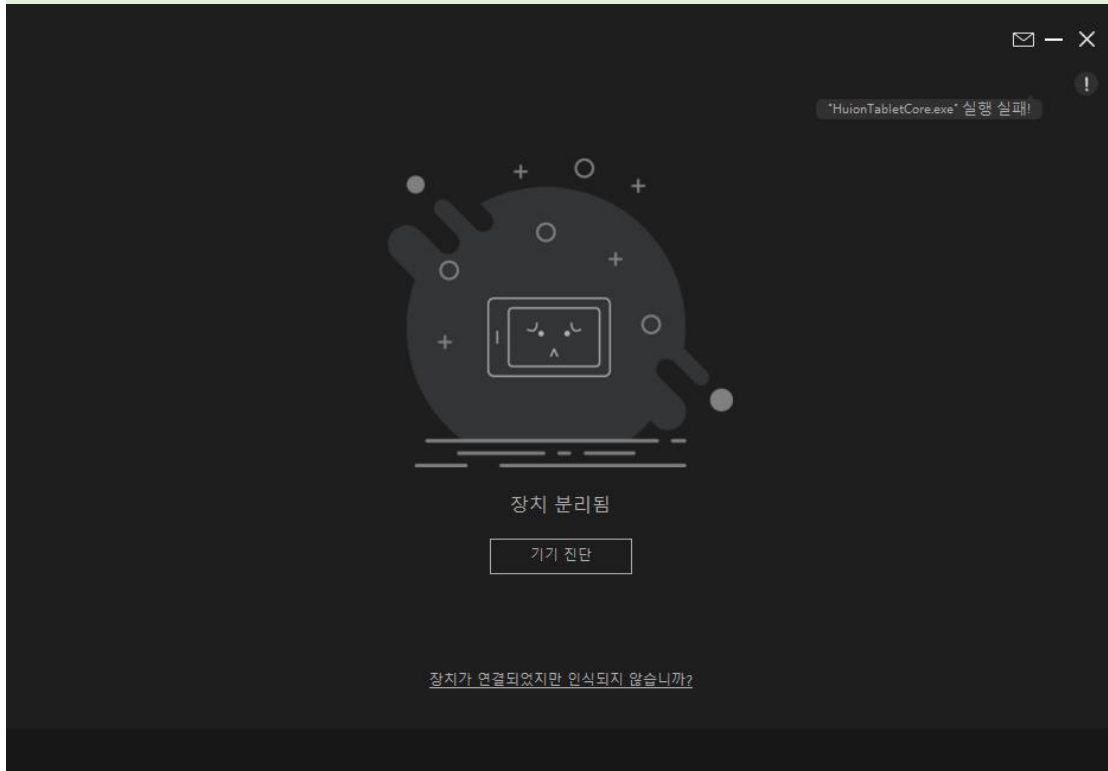 "HuionTabletCore.exe" 실행 실패!
장치 분리됨
기기 진단
장치가 연결되었지만 인식되지 않습니까?